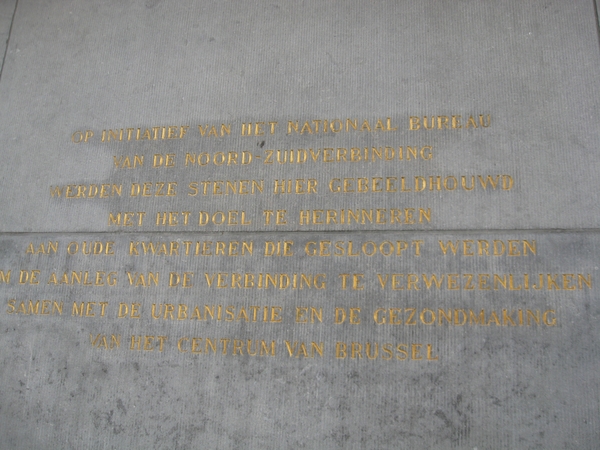 OP INITIATIEF VAN HET NATIONAAL BUREAU
VAN DE NOORD-ZUIDVERBINDING
WERDEN DEZE STENEN HIER GEBEELDHOUWD
MET HET DOEL TE HERINNEREN
AAN OUDE KWARTIEREN DIE GESLOOPT WERDEN
M DE AANLEG VAN DE VERBINDING TE VERWEZENLIJKEN
SAMEN MET DE URBANISATIE EN DE GEZONDMAKING
VAN HET CENTRUM VAN BRUSSEL